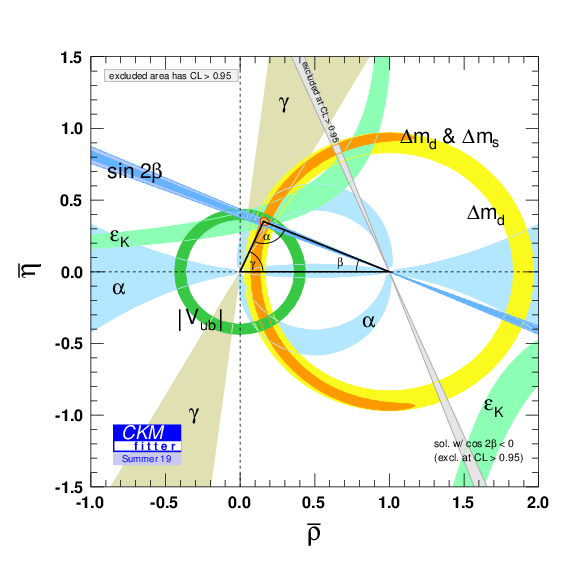 excluded area has CL > 0.95
excluded at CL > 0.95
γ
Δm_d & Δm_s
sin 2β
Δm_d
ε_K
α
α
γ
β
|V_ub|
α
γ
ε_K
CKM
fitter
Summer 19
sol. w/ cos 2β < 0
(excl. at CL > 0.95)
1.5
1.0
0.5
0.0
-0.5
-1.0
-1.5
η̅
-1.0 -0.5 0.0 0.5 1.0 1.5 2.0
ρ̅